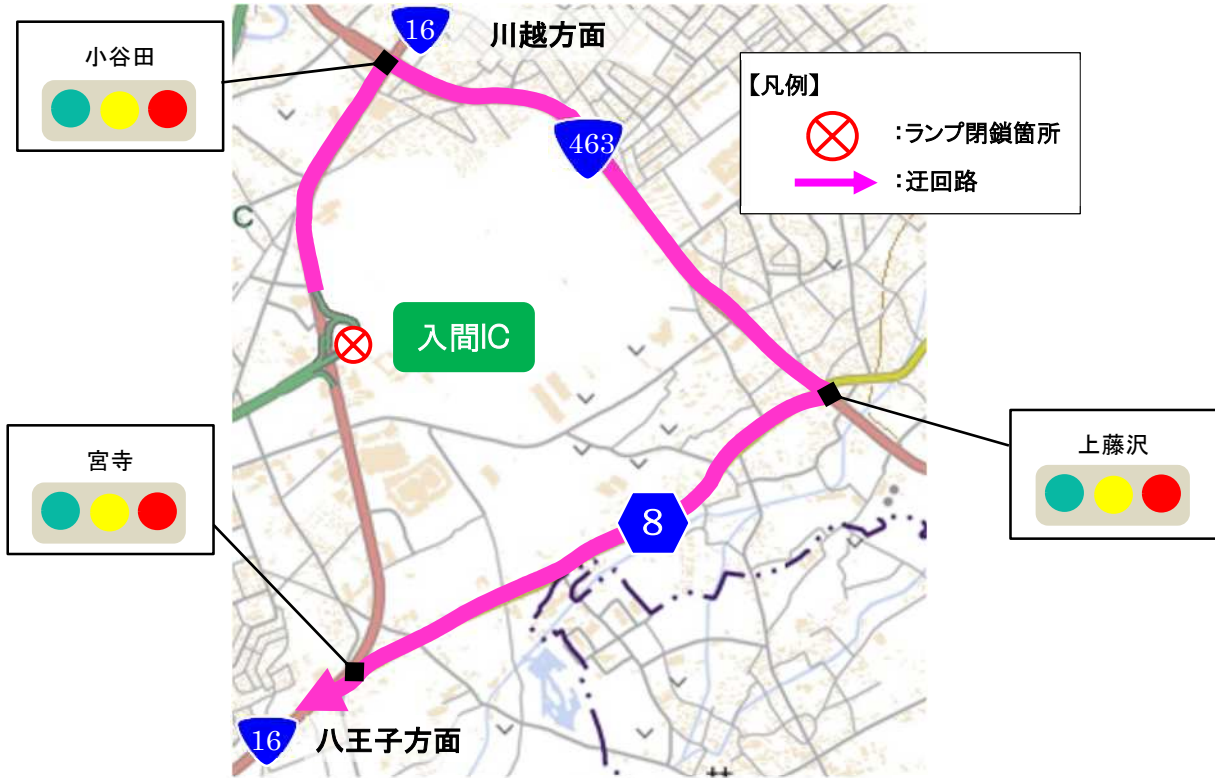 小谷田
16
川越方面
【凡例】
:ランプ閉鎖箇所
:迂回路
463
C
入間IC
宮寺
上藤沢
8
16
八王子方面